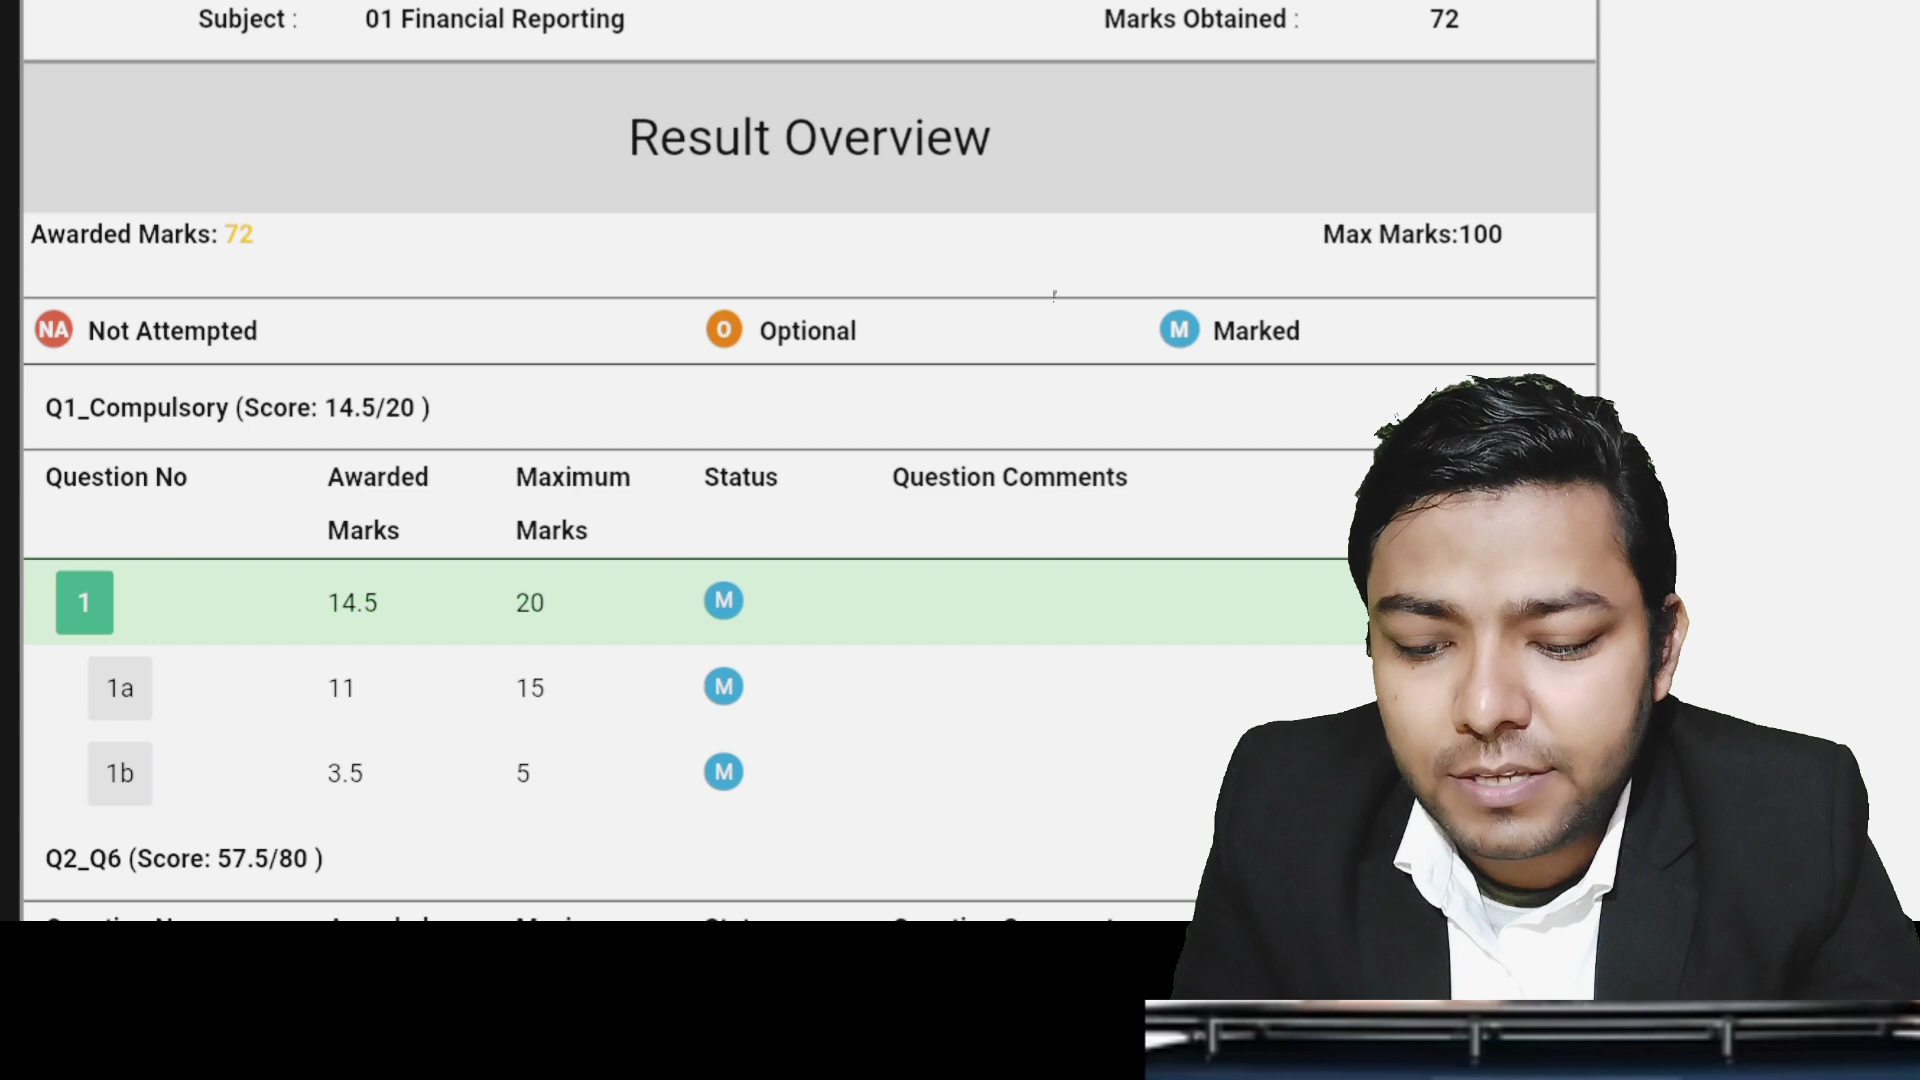 Subject : 01 Financial Reporting Marks Obtained : 72
Result Overview
Awarded Marks: 72 Max Marks:100
NA Not Attempted O Optional M Marked
Q1_Compulsory (Score: 14.5/20 )
Question No Awarded Marks Maximum Marks Status Question Comments
1 14.5 20 M
1a 11 15 M
1b 3.5 5 M
Q2_Q6 (Score: 57.5/80 )